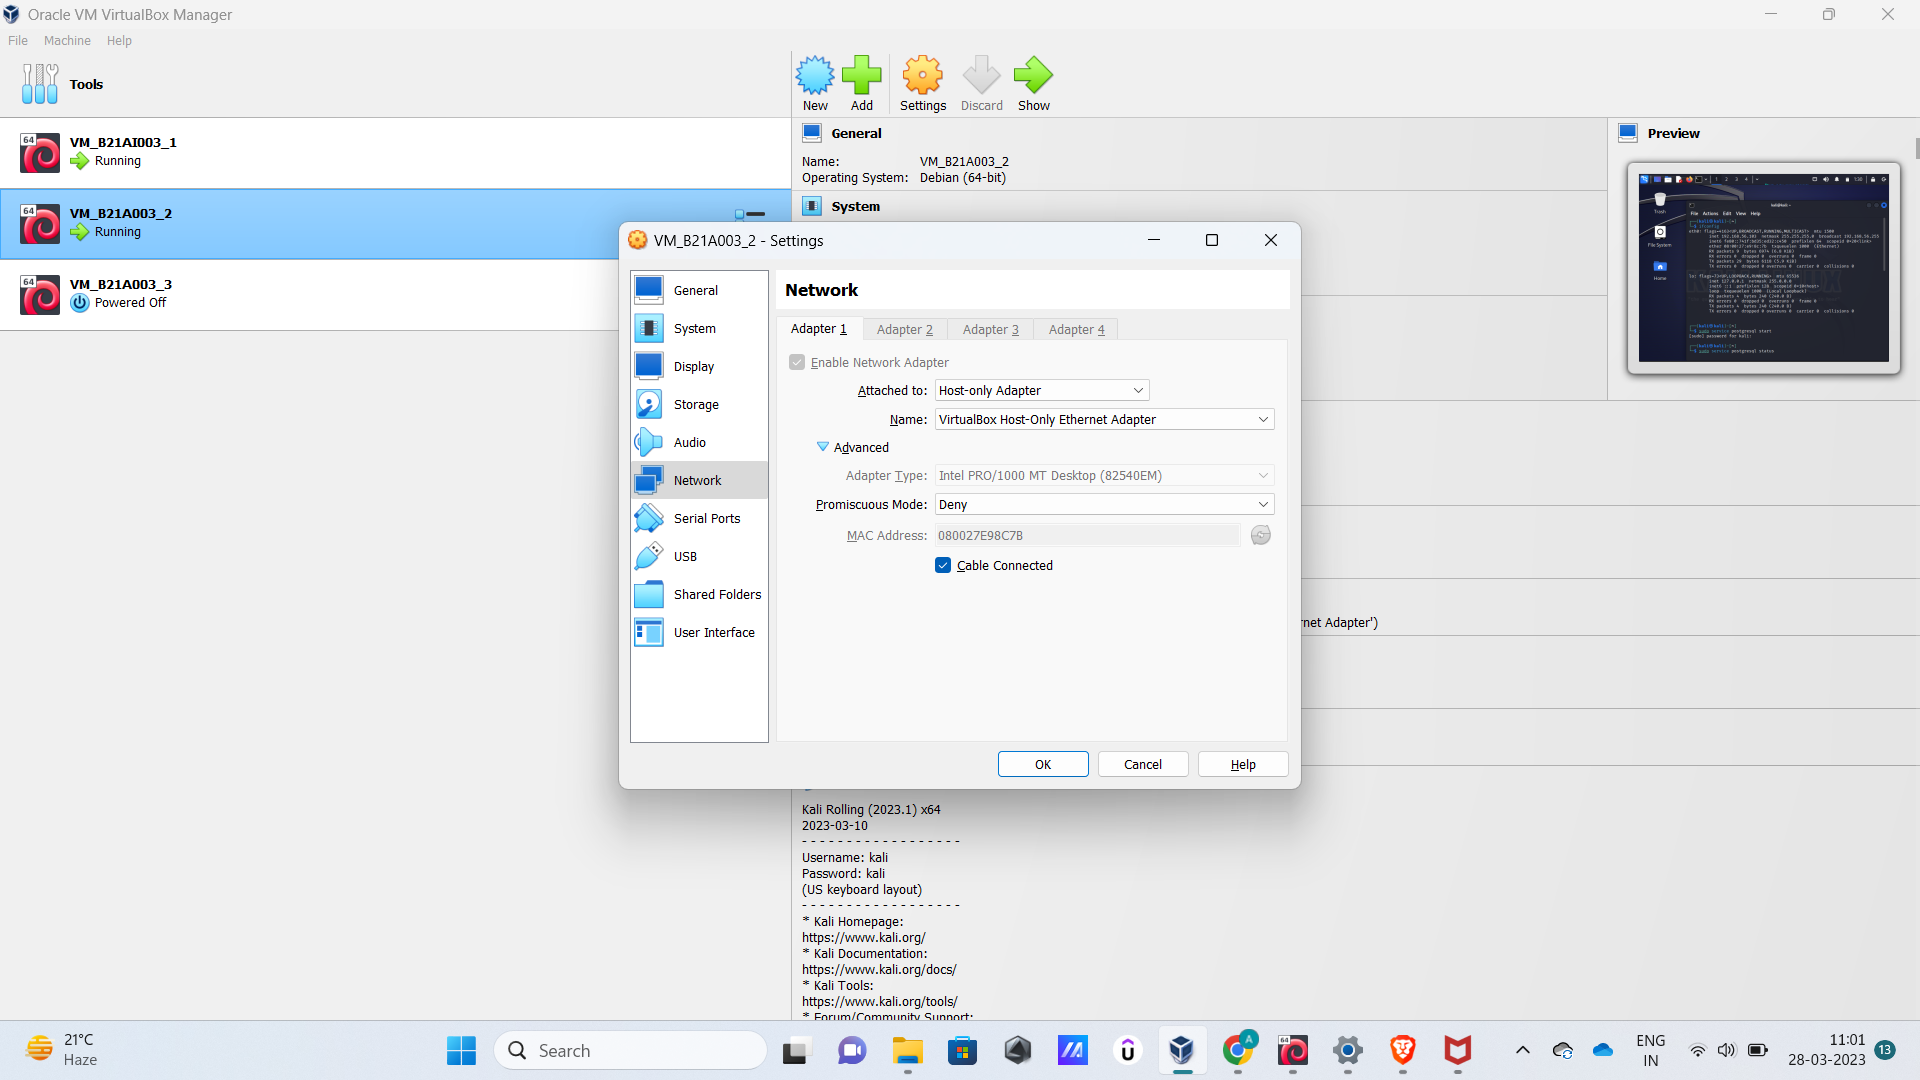 Oracle VM VirtualBox Manager
File Machine Help
Tools
New Add Settings Discard Show
64 VM_B21AI003_1
Running
64 VM_B21A003_2
Running
64 VM_B21A003_3
Powered Off
General
Name: VM_B21A003_2
Operating System: Debian (64-bit)
System
Preview
VM_B21A003_2 - Settings
General
System
Display
Storage
Audio
Network
Serial Ports
USB
Shared Folders
User Interface
Network
Adapter 1 Adapter 2 Adapter 3 Adapter 4
Enable Network Adapter
Attached to: Host-only Adapter
Name: VirtualBox Host-Only Ethernet Adapter
Advanced
Adapter Type: Intel PRO/1000 MT Desktop (82540EM)
Promiscuous Mode: Deny
MAC Address: 080027E98C7B
Cable Connected
OK Cancel Help
rnet Adapter')
Kali Rolling (2023.1) x64
2023-03-10
- - - - - - - - - - - - - - - - - -
Username: kali
Password: kali
(US keyboard layout)
- - - - - - - - - - - - - - - - - -
* Kali Homepage:
https://www.kali.org/
* Kali Documentation:
https://www.kali.org/docs/
* Kali Tools:
https://www.kali.org/tools/
* Forum/Community Support:
21°C
Haze
Search
ENG
IN
11:01
28-03-2023
13